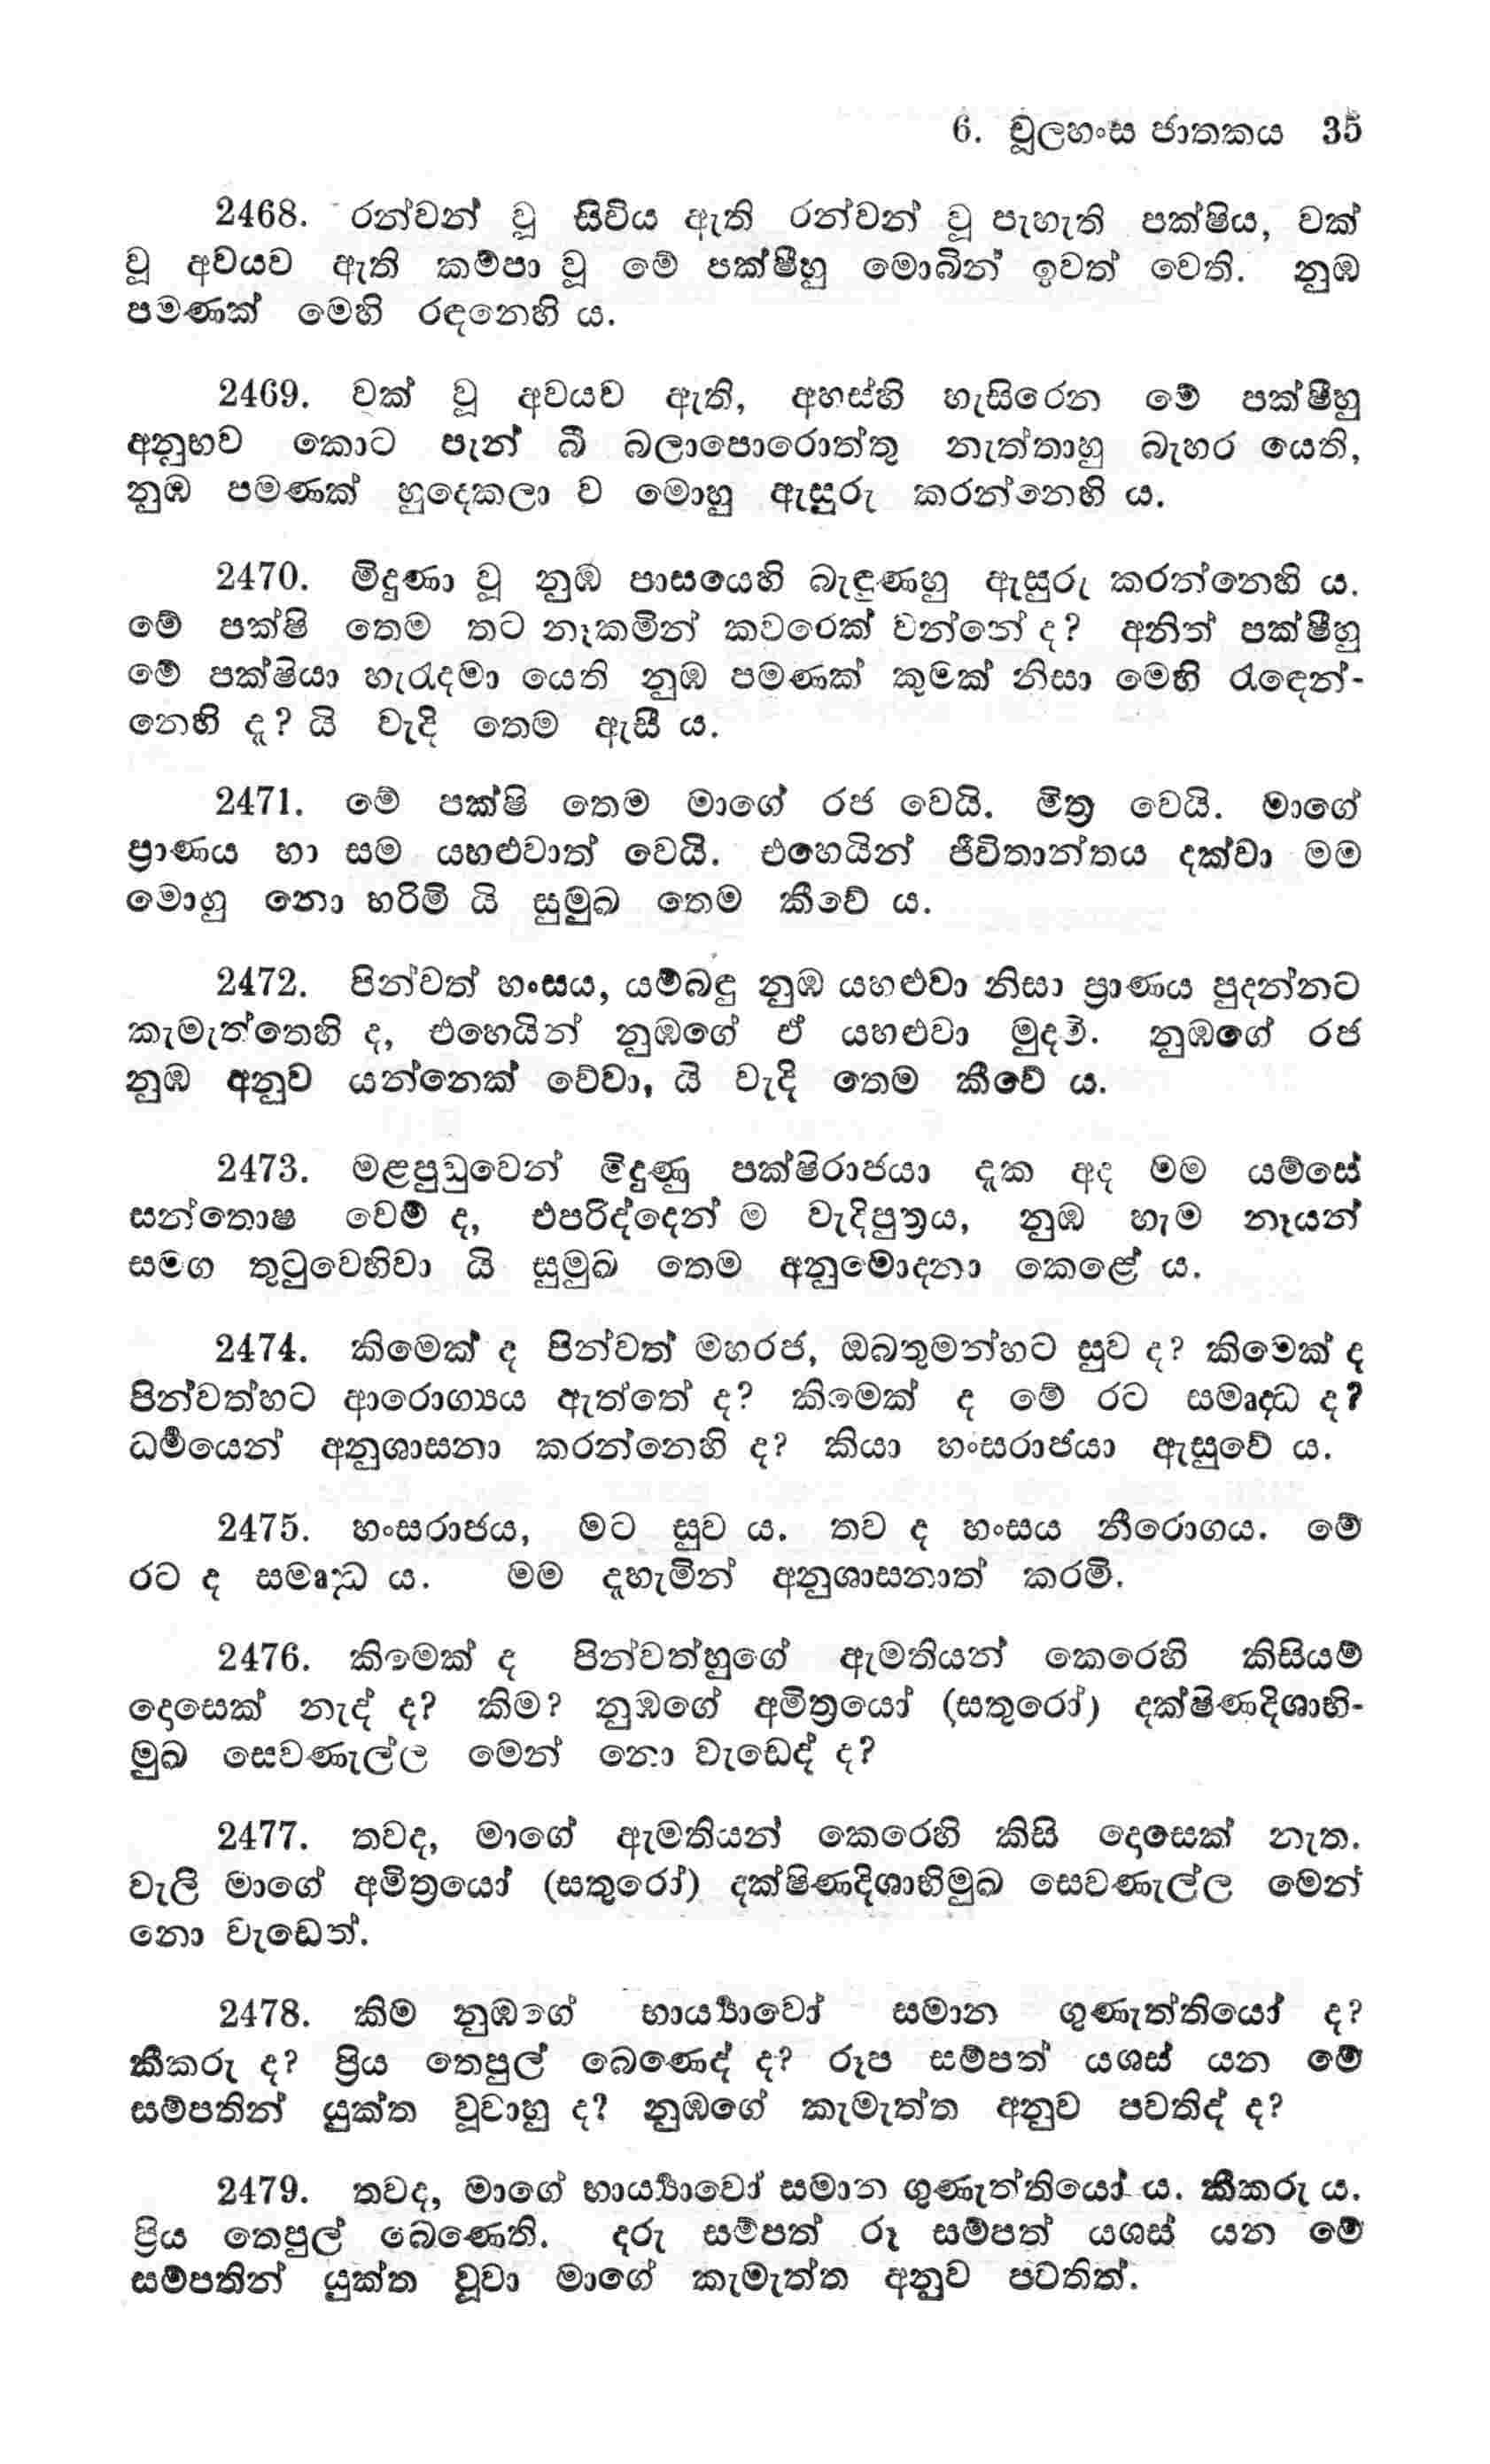 6. චූලහංස ජාතකය 35
2468. රන්වන් වූ සිවිය ඇති රන්වන් වූ පැහැති පක්ෂිය, වක්
වූ අවයව ඇති කම්පා වූ මේ පක්ෂීහු මොබින් ඉවත් වෙති. නුඹ
පමණක් මෙහි රඳනෙහි ය.
2469. වක් වූ අවයව ඇති, අහස්හි හැසිරෙන මේ පක්ෂීහු
අනුභව කොට පැන් බී බලාපොරොත්තු නැත්තාහු බැහර යෙති,
නුඹ පමණක් හුදෙකලා ව මොහු ඇසුරු කරන්නෙහි ය.
2470. මිදුණා වූ නුඹ පාසයෙහි බැඳුණහු ඇසුරු කරන්නෙහි ය.
මේ පක්ෂි තෙම තට නෑකමින් කවරෙක් වන්නේ ද? අනිත් පක්ෂීහු
මේ පක්ෂියා හැරදමා යෙති නුඹ පමණක් කුමක් නිසා මෙහි රැඳෙන්-
නෙහි දැ? යි වැදි තෙම ඇසී ය.
2471. මේ පක්ෂි තෙම මාගේ රජ වෙයි. මිත්‍ර වෙයි. මාගේ
ප්‍රාණය හා සම යහළුවාත් වෙයි. එහෙයින් ජීවිතාන්තය දක්වා මම
මොහු නො හරිමි යි සුමුඛ තෙම කීවේ ය.
2472. පින්වත් හංසය, යම්බඳු නුඹ යහළුවා නිසා ප්‍රාණය පුදන්නට
කැමැත්තෙහි ද, එහෙයින් නුඹගේ ඒ යහළුවා මුදමි. නුඹගේ රජ
නුඹ අනුව යන්නෙක් වේවා, යි වැදි තෙම කීවේ ය.
2473. මළපුඩුවෙන් මිදුණු පක්ෂිරාජයා දැක අද මම යම්සේ
සන්තොෂ වෙම් ද, එපරිද්දෙන් ම වැදිපුත්‍රය, නුඹ හැම නෑයන්
සමග තුටුවෙහිවා යි සුමුඛ තෙම අනුමොදනා කෙළේ ය.
2474. කිමෙක් ද පින්වත් මහරජ, ඔබතුමන්හට සුව ද? කිමෙක් ද
පින්වත්හට ආරොග්‍යය ඇත්තේ ද? කිමෙක් ද මේ රට සමෘද්ධ ද?
ධර්‍මයෙන් අනුශාසනා කරන්නෙහි ද? කියා හංසරාජයා ඇසුවේ ය.
2475. හංසරාජය, මට සුව ය. තව ද හංසය නීරොගය. මේ
රට ද සමෘද්ධ ය. මම දැහැමින් අනුශාසනාත් කරමි.
2476. කිමෙක් ද පින්වත්හුගේ ඇමතියන් කෙරෙහි කිසියම්
දොසෙක් නැද් ද? කිම? නුඹගේ අමිත්‍රයෝ (සතුරෝ) දක්ෂිණදිශාභි-
මුඛ සෙවණැල්ල මෙන් නො වැඩෙද් ද?
2477. තවද, මාගේ ඇමතියන් කෙරෙහි කිසි දොසෙක් නැත.
වැලි මාගේ අමිත්‍රයෝ (සතුරෝ) දක්ෂිණදිශාභිමුඛ සෙවණැල්ල මෙන්
නො වැඩෙත්.
2478. කිම නුඹගේ භාර්‍ය්‍යාවෝ සමාන ගුණැත්තියෝ ද?
කීකරු ද? ප්‍රිය තෙපුල් බෙණෙද් ද? රූප සම්පත් යශස් යන මේ
සම්පතින් යුක්ත වූවාහු ද? නුඹගේ කැමැත්ත අනුව පවතිද් ද?
2479. තවද, මාගේ භාර්‍ය්‍යාවෝ සමාන ගුණැත්තියෝ ය. කීකරු ය.
ප්‍රිය තෙපුල් බෙණෙති. දරු සම්පත් රූ සම්පත් යශස් යන මේ
සම්පතින් යුක්ත වූවා මාගේ කැමැත්ත අනුව පවතිත්.